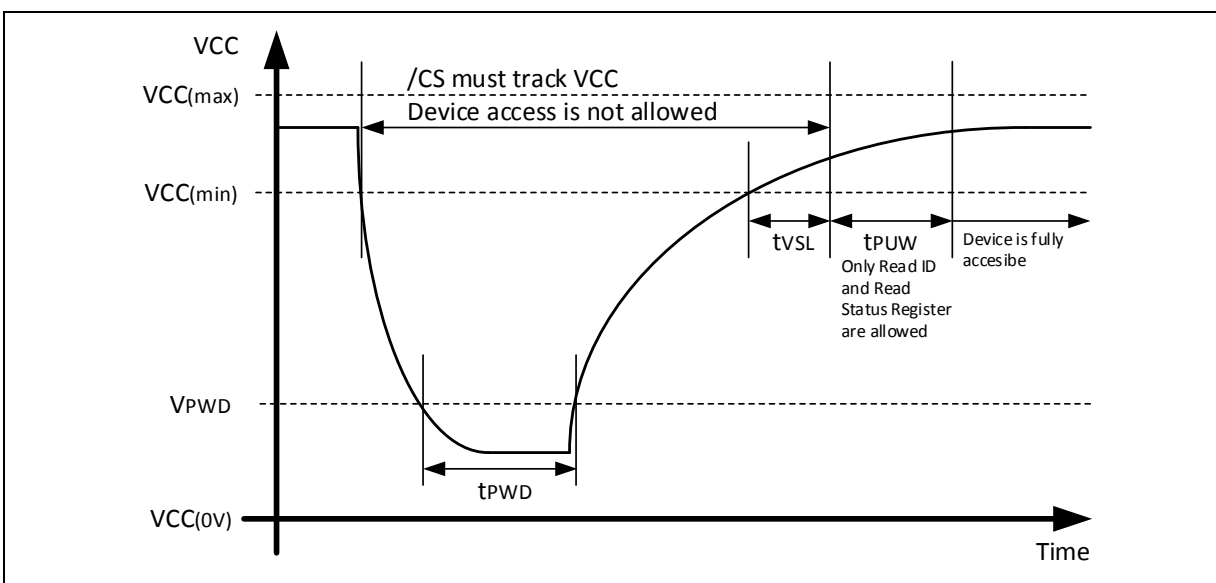 VCC
/CS must track VCC
VCC(max)
Device access is not allowed
VCC(min)
tVSL
tPUW
Device is fully
accesibe
Only Read ID
and Read
Status Register
are allowed
VPWD
tPWD
VCC(0V)
Time